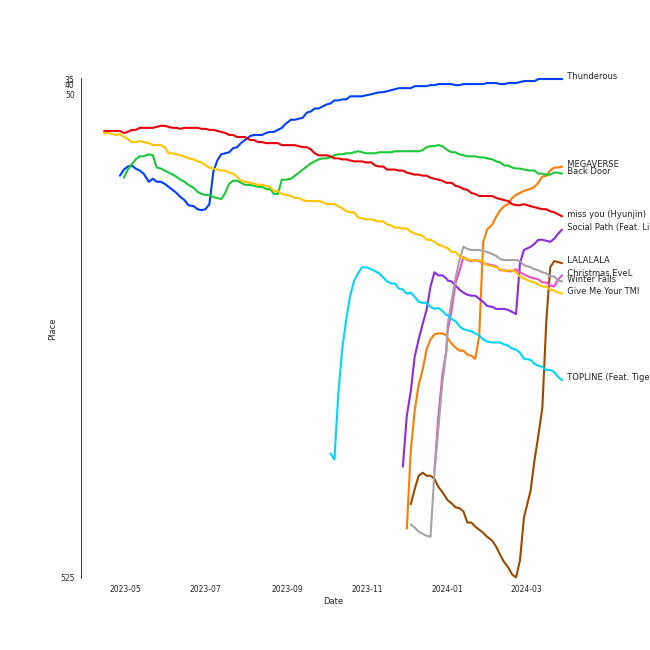 35
40
50
Thunderous
MEGAVERSE
Back Door
miss you (Hyunjin)
Social Path (Feat. Li
LALALALA
Christmas EveL
Winter Falls
Give Me Your TMI
Place
TOPLINE (Feat. Tige
525
2023-05 2023-07 2023-09 2023-11 2024-01 2024-03
Date